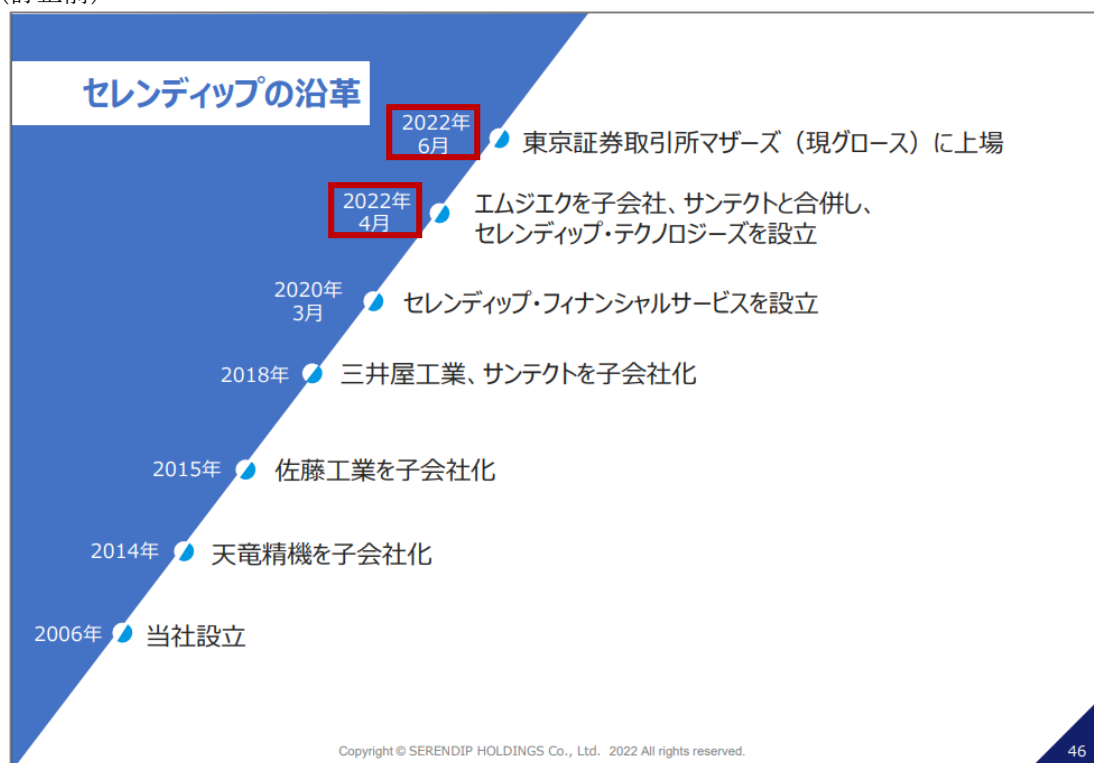 (訂正前)
セレンディップの沿革
2022年
6月
東京証券取引所マザーズ（現グロース）に上場
2022年
4月
エムジエクを子会社、サンテクトと合併し、
セレンディップ・テクノロジーズを設立
2020年
3月
セレンディップ・フィナンシャルサービスを設立
2018年
三井屋工業、サンテクトを子会社化
2015年
佐藤工業を子会社化
2014年
天竜精機を子会社化
2006年
当社設立
Copyright © SERENDIP HOLDINGS Co., Ltd. 2022 All rights reserved.
46